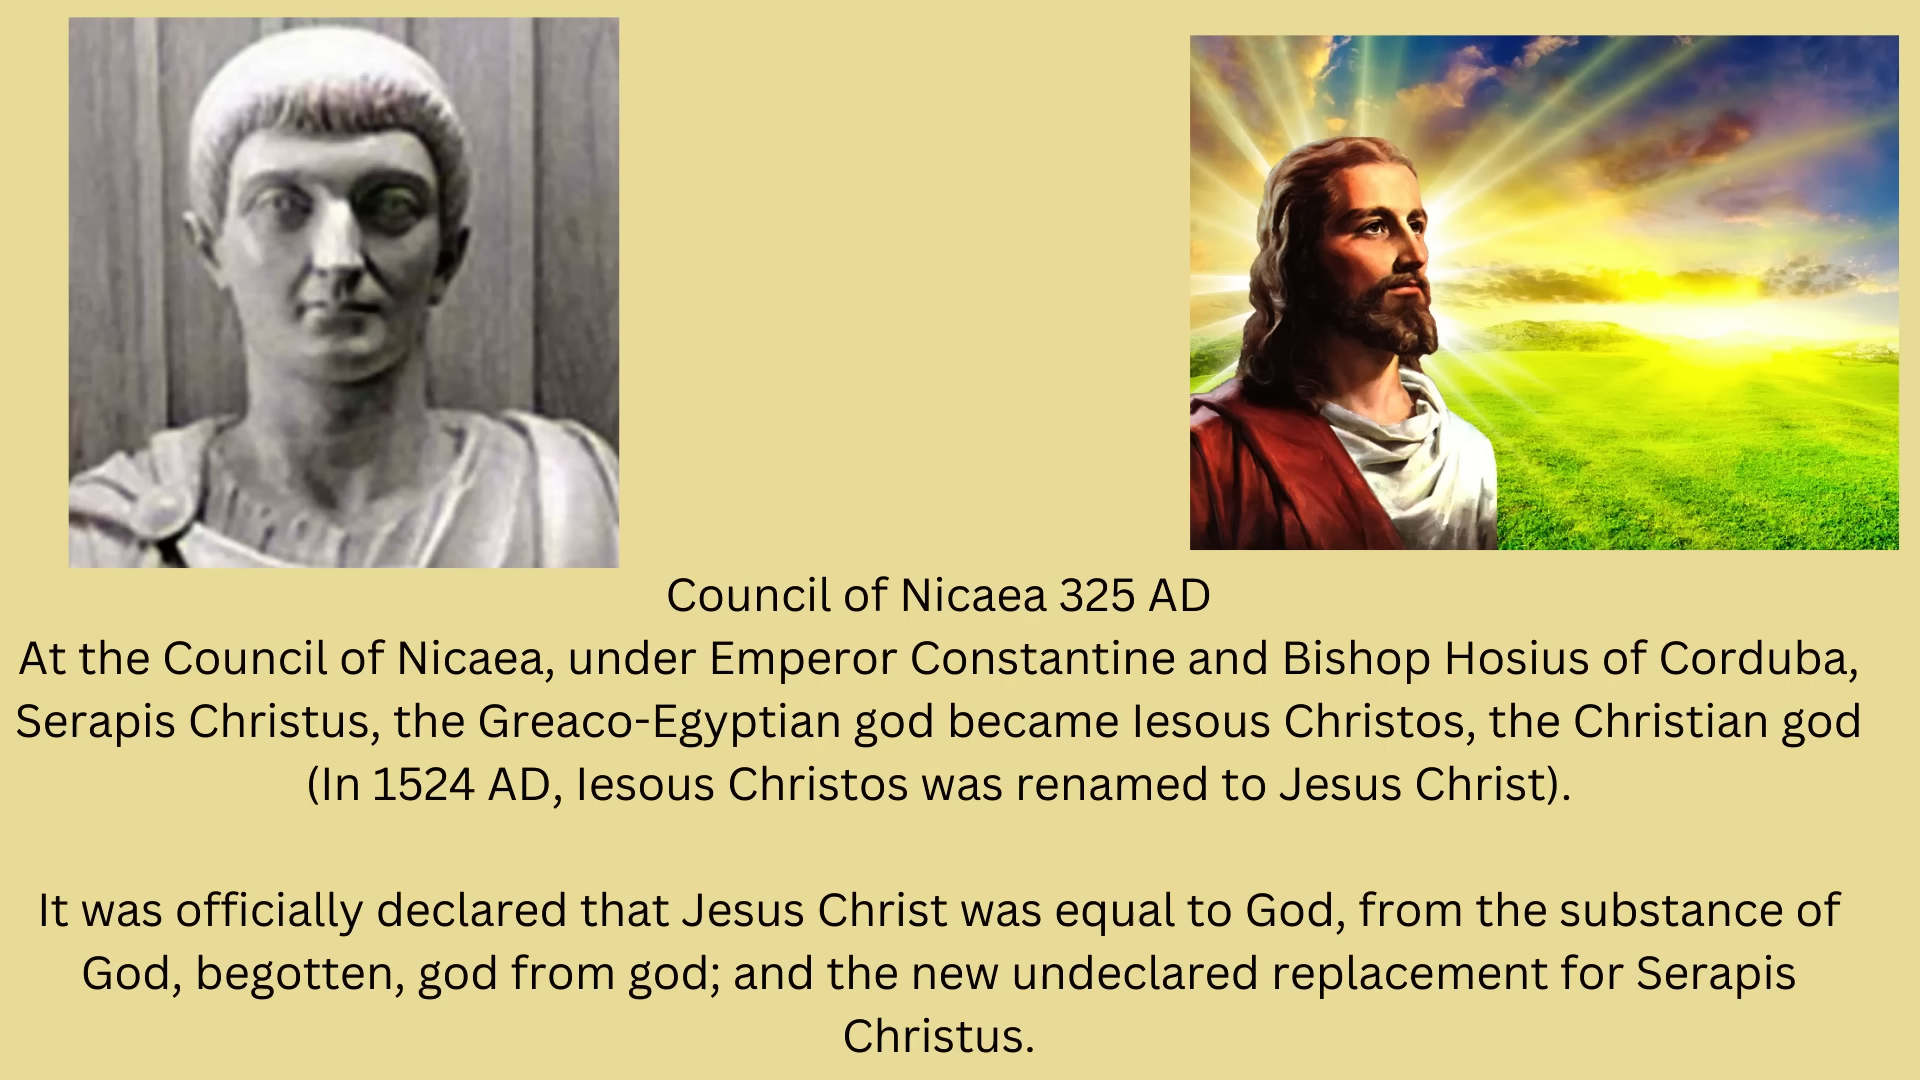 Council of Nicaea 325 AD
At the Council of Nicaea, under Emperor Constantine and Bishop Hosius of Corduba,
Serapis Christus, the Greaco-Egyptian god became Iesous Christos, the Christian god
(In 1524 AD, Iesous Christos was renamed to Jesus Christ).
It was officially declared that Jesus Christ was equal to God, from the substance of
God, begotten, god from god; and the new undeclared replacement for Serapis
Christus.